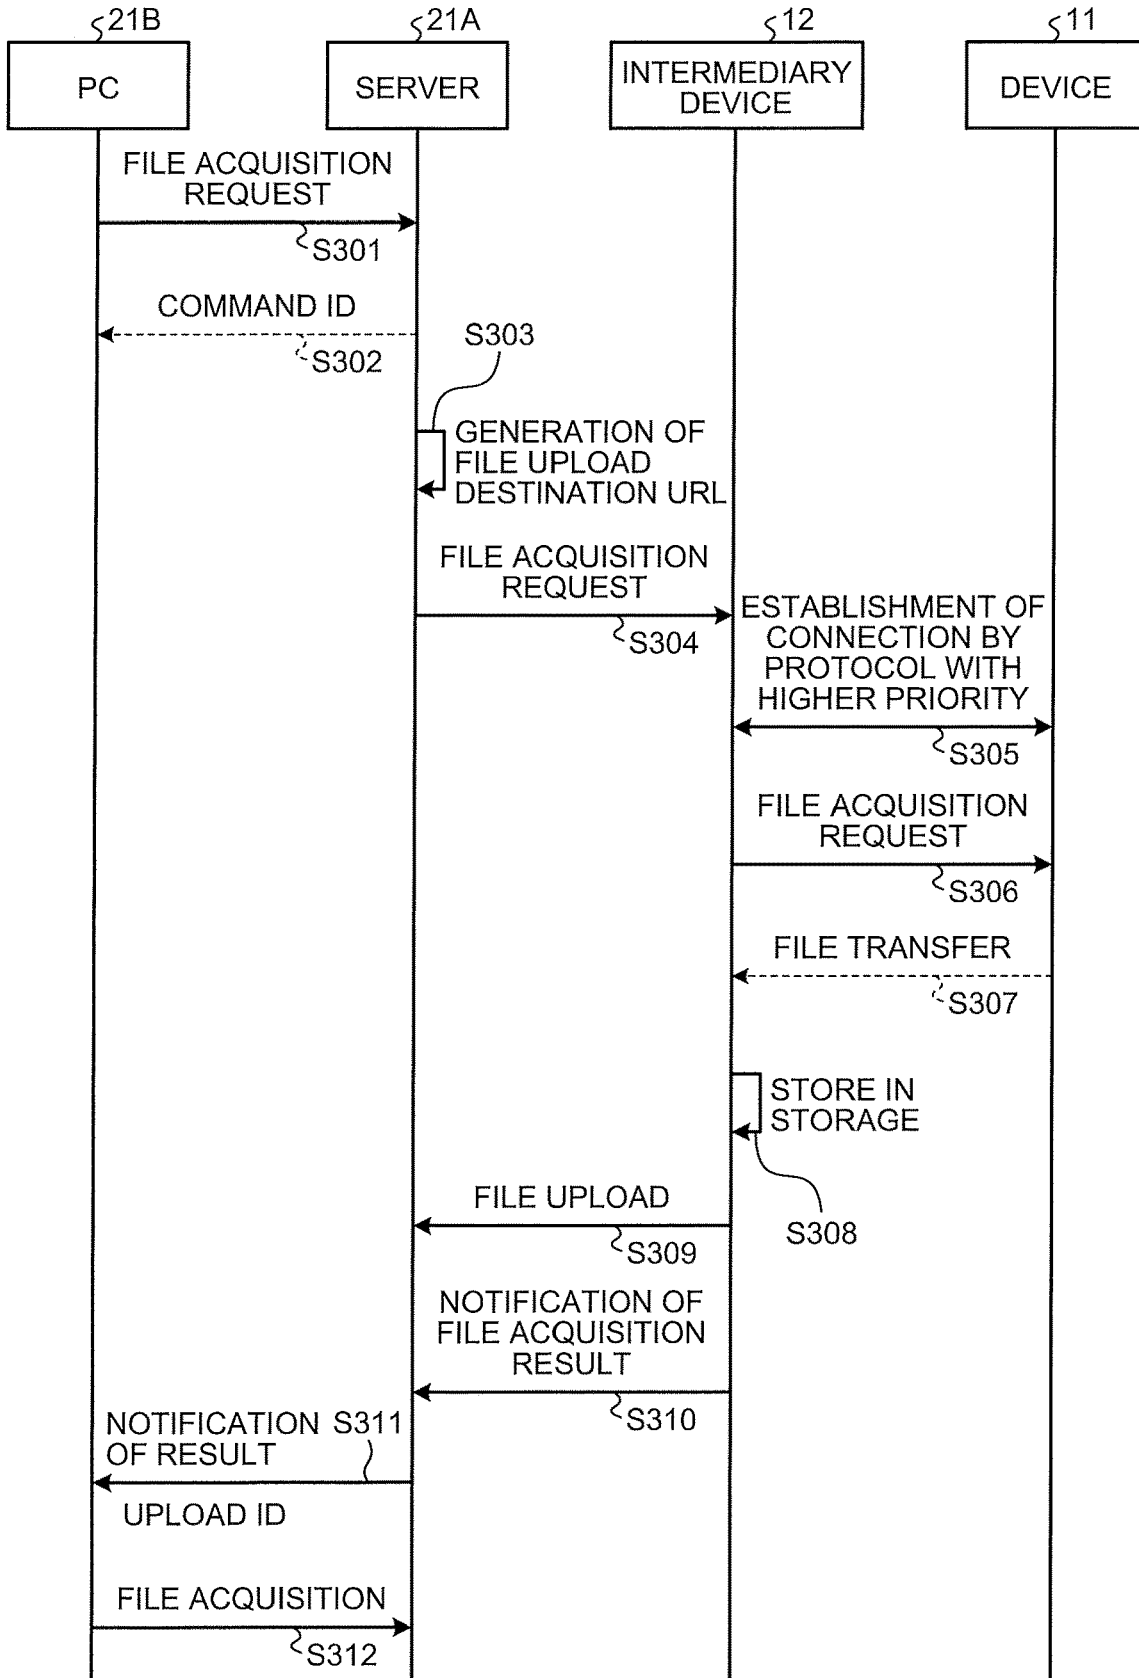 21B
21A
12
11
PC
SERVER
INTERMEDIARY
DEVICE
DEVICE
FILE ACQUISITION
REQUEST
S301
COMMAND ID
S302
S303
GENERATION OF
FILE UPLOAD
DESTINATION URL
FILE ACQUISITION
REQUEST
S304
ESTABLISHMENT OF
CONNECTION BY
PROTOCOL WITH
HIGHER PRIORITY
S305
FILE ACQUISITION
REQUEST
S306
FILE TRANSFER
S307
STORE IN
STORAGE
S308
FILE UPLOAD
S309
NOTIFICATION OF
FILE ACQUISITION
RESULT
S310
NOTIFICATION
OF RESULT
S311
UPLOAD ID
FILE ACQUISITION
S312